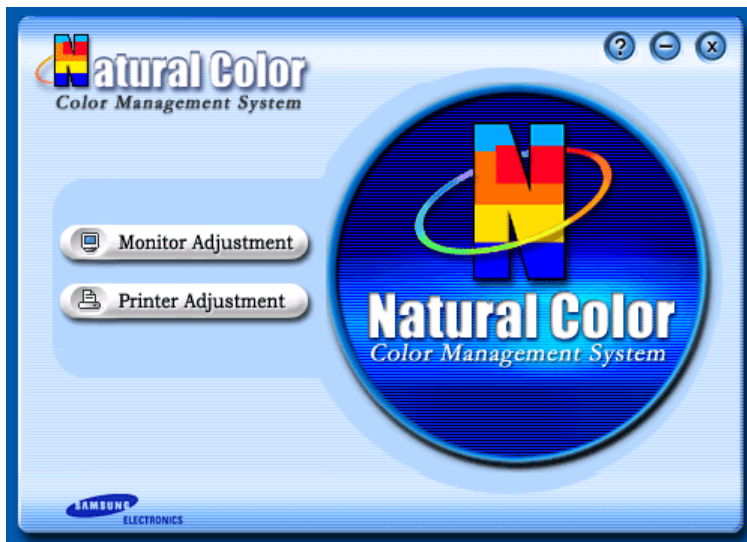 Natural Color
Color Management System
? – x
Monitor Adjustment
Printer Adjustment
N
Natural Color
Color Management System
SAMSUNG
ELECTRONICS